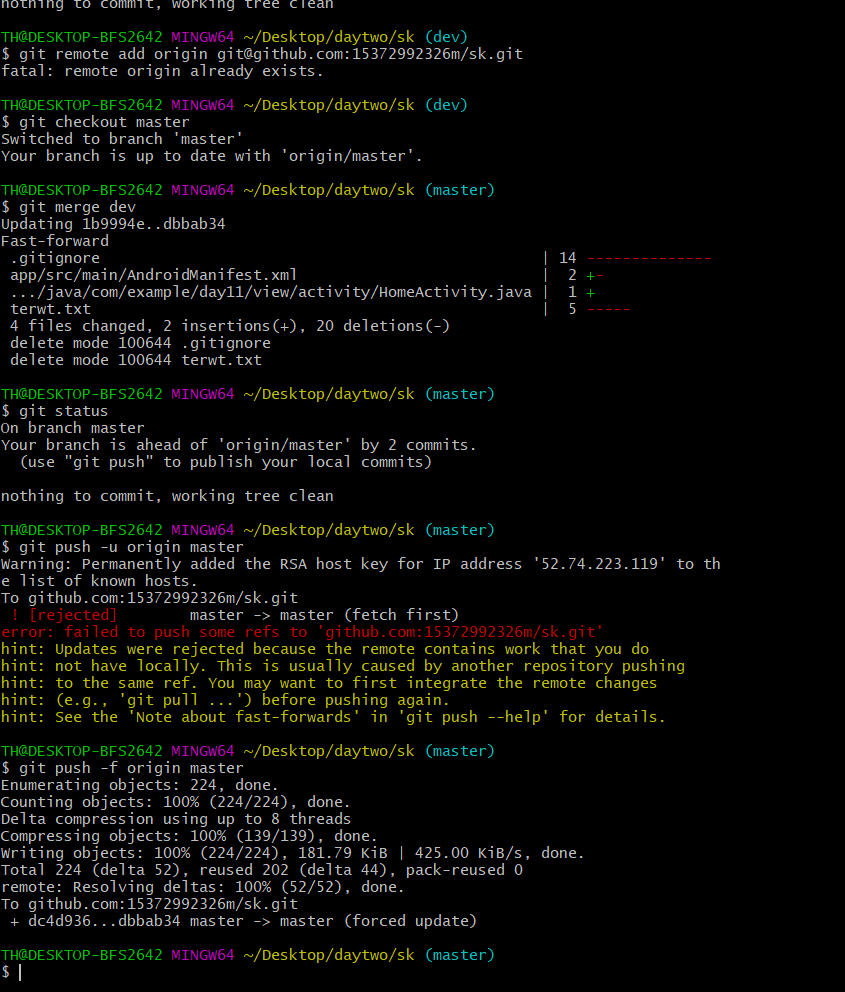 nothing to commit, working tree clean
TH@DESKTOP-BFS2642 MINGW64 ~/Desktop/daytwo/sk (dev)
$ git remote add origin git@github.com:15372992326m/sk.git
fatal: remote origin already exists.
TH@DESKTOP-BFS2642 MINGW64 ~/Desktop/daytwo/sk (dev)
$ git checkout master
Switched to branch 'master'
Your branch is up to date with 'origin/master'.
TH@DESKTOP-BFS2642 MINGW64 ~/Desktop/daytwo/sk (master)
$ git merge dev
Updating 1b9994e..dbbab34
Fast-forward
 .gitignore | 14 --------------
 app/src/main/AndroidManifest.xml | 2 +-
 .../java/com/example/day11/view/activity/HomeActivity.java | 1 +
 terwt.txt | 5 -----
 4 files changed, 2 insertions(+), 20 deletions(-)
 delete mode 100644 .gitignore
 delete mode 100644 terwt.txt
TH@DESKTOP-BFS2642 MINGW64 ~/Desktop/daytwo/sk (master)
$ git status
On branch master
Your branch is ahead of 'origin/master' by 2 commits.
  (use "git push" to publish your local commits)
nothing to commit, working tree clean
TH@DESKTOP-BFS2642 MINGW64 ~/Desktop/daytwo/sk (master)
$ git push -u origin master
Warning: Permanently added the RSA host key for IP address '52.74.223.119' to th
e list of known hosts.
To github.com:15372992326m/sk.git
 ! [rejected]        master -> master (fetch first)
error: failed to push some refs to 'github.com:15372992326m/sk.git'
hint: Updates were rejected because the remote contains work that you do
hint: not have locally. This is usually caused by another repository pushing
hint: to the same ref. You may want to first integrate the remote changes
hint: (e.g., 'git pull ...') before pushing again.
hint: See the 'Note about fast-forwards' in 'git push --help' for details.
TH@DESKTOP-BFS2642 MINGW64 ~/Desktop/daytwo/sk (master)
$ git push -f origin master
Enumerating objects: 224, done.
Counting objects: 100% (224/224), done.
Delta compression using up to 8 threads
Compressing objects: 100% (139/139), done.
Writing objects: 100% (224/224), 181.79 KiB | 425.00 KiB/s, done.
Total 224 (delta 52), reused 202 (delta 44), pack-reused 0
remote: Resolving deltas: 100% (52/52), done.
To github.com:15372992326m/sk.git
 + dc4d936...dbbab34 master -> master (forced update)
TH@DESKTOP-BFS2642 MINGW64 ~/Desktop/daytwo/sk (master)
$